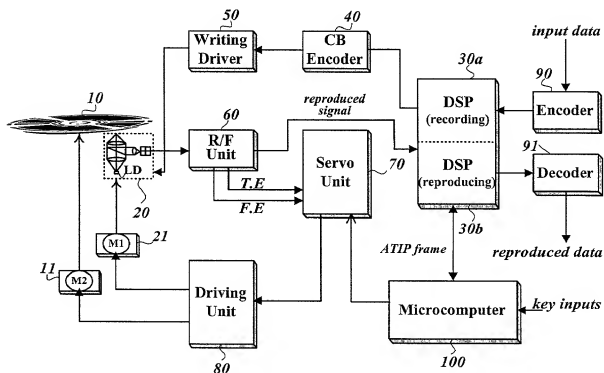 50
40
input data
Writing
Driver
CB
Encoder
30a
90
10
60
reproduced
signal
DSP
(recording)
Encoder
R/F
Unit
Servo
Unit
70
91
LD
DSP
(reproducing)
Decoder
20
T.E
F.E
30b
M1
21
ATIP frame
reproduced data
11
M2
Driving
Unit
Microcomputer
key inputs
80
100